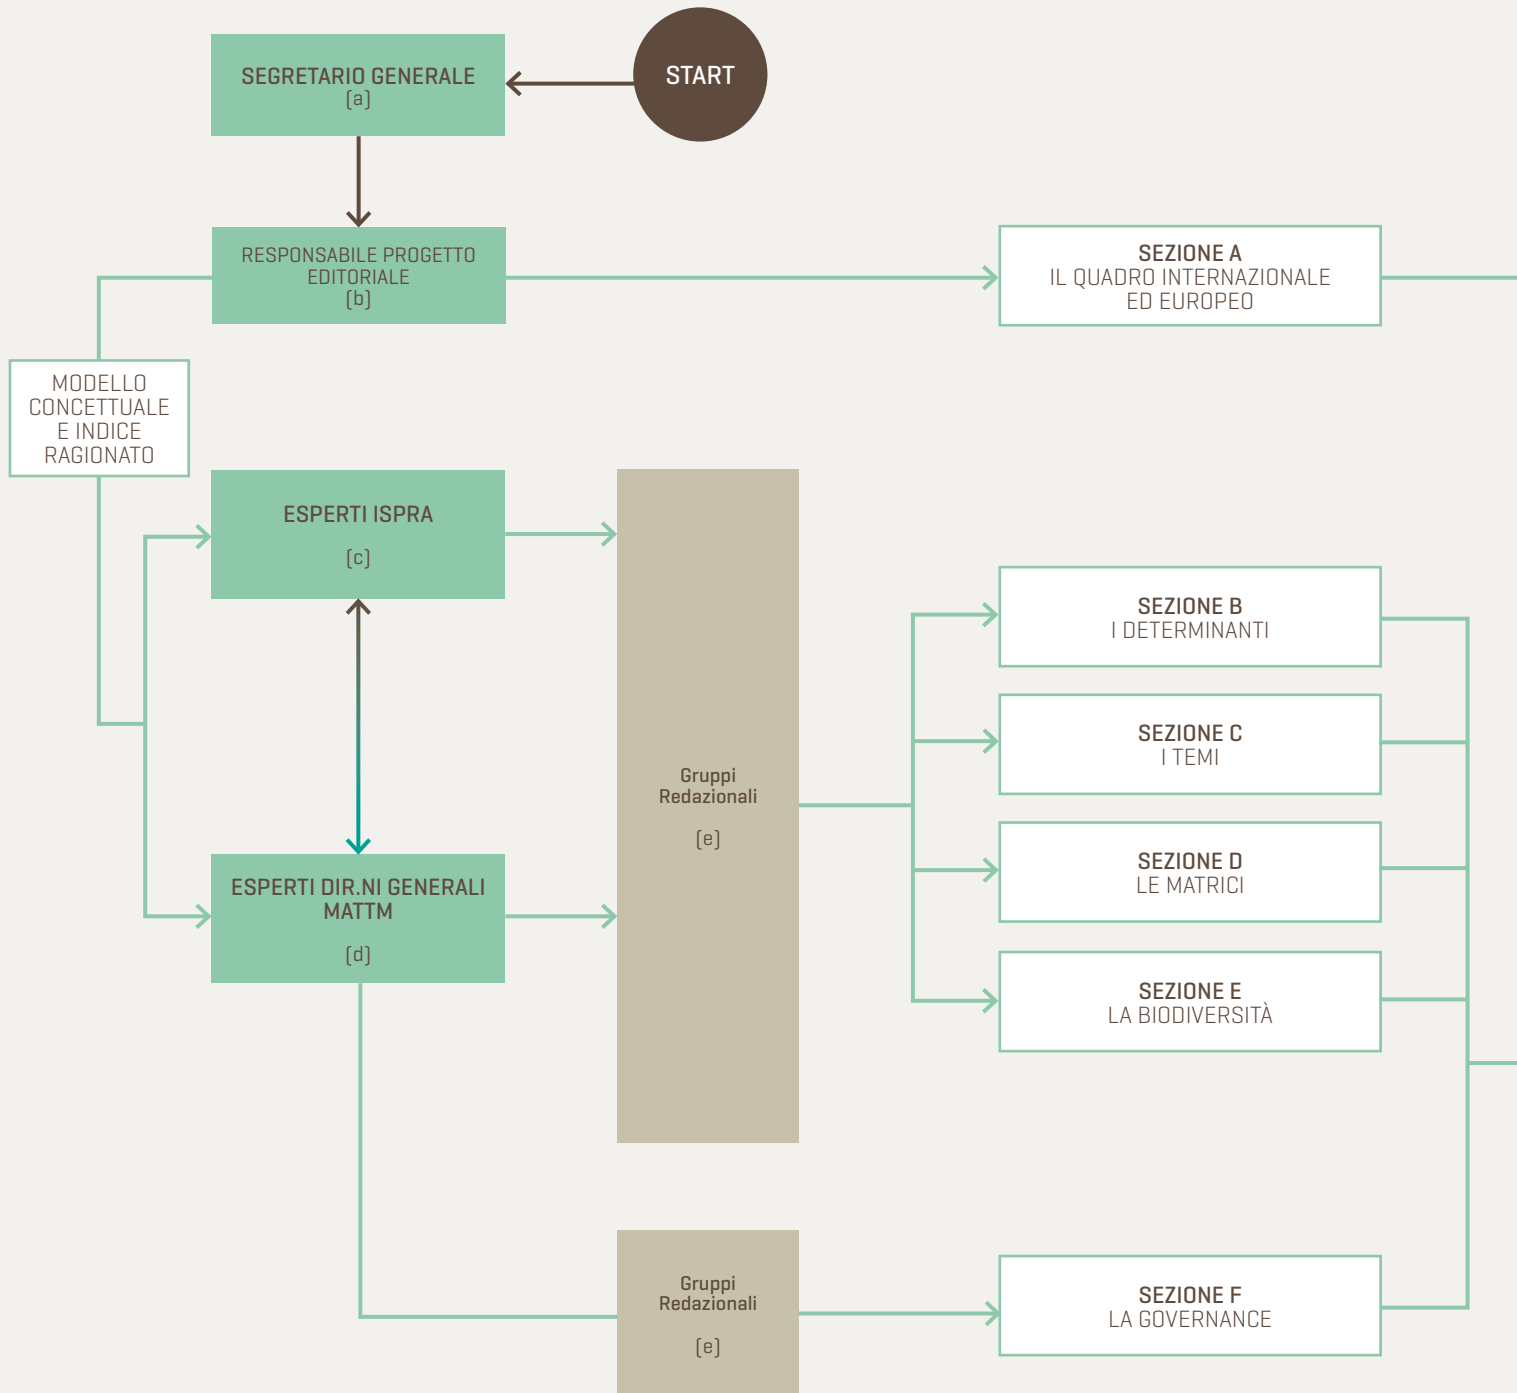 START
SEGRETARIO GENERALE
(a)
RESPONSABILE PROGETTO
EDITORIALE
(b)
SEZIONE A
IL QUADRO INTERNAZIONALE
ED EUROPEO
MODELLO
CONCETTUALE
E INDICE
RAGIONATO
ESPERTI ISPRA
(c)
ESPERTI DIR.NI GENERALI
MATTM
(d)
Gruppi
Redazionali
(e)
SEZIONE B
I DETERMINANTI
SEZIONE C
I TEMI
SEZIONE D
LE MATRICI
SEZIONE E
LA BIODIVERSITÀ
Gruppi
Redazionali
(e)
SEZIONE F
LA GOVERNANCE